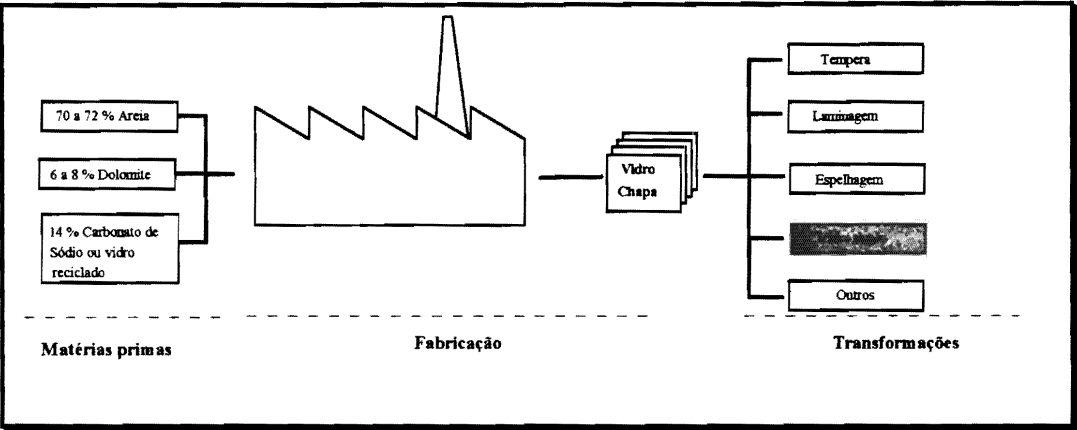 70 a 72 % Areia
6 a 8 % Dolomite
14 % Carbonato de
Sódio ou vidro
reciclado
Vidro
Chapa
Tempera
Laminagem
Espelhagem
Outros
Matérias primas
Fabricação
Transformações